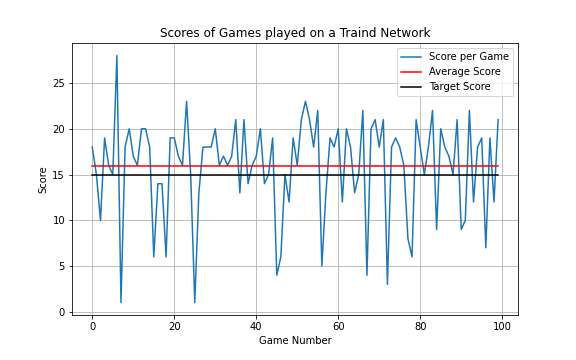 Scores of Games played on a Traind Network
Score per Game
Average Score
Target Score
25
20
15
10
5
0
Score
0 20 40 60 80 100
Game Number